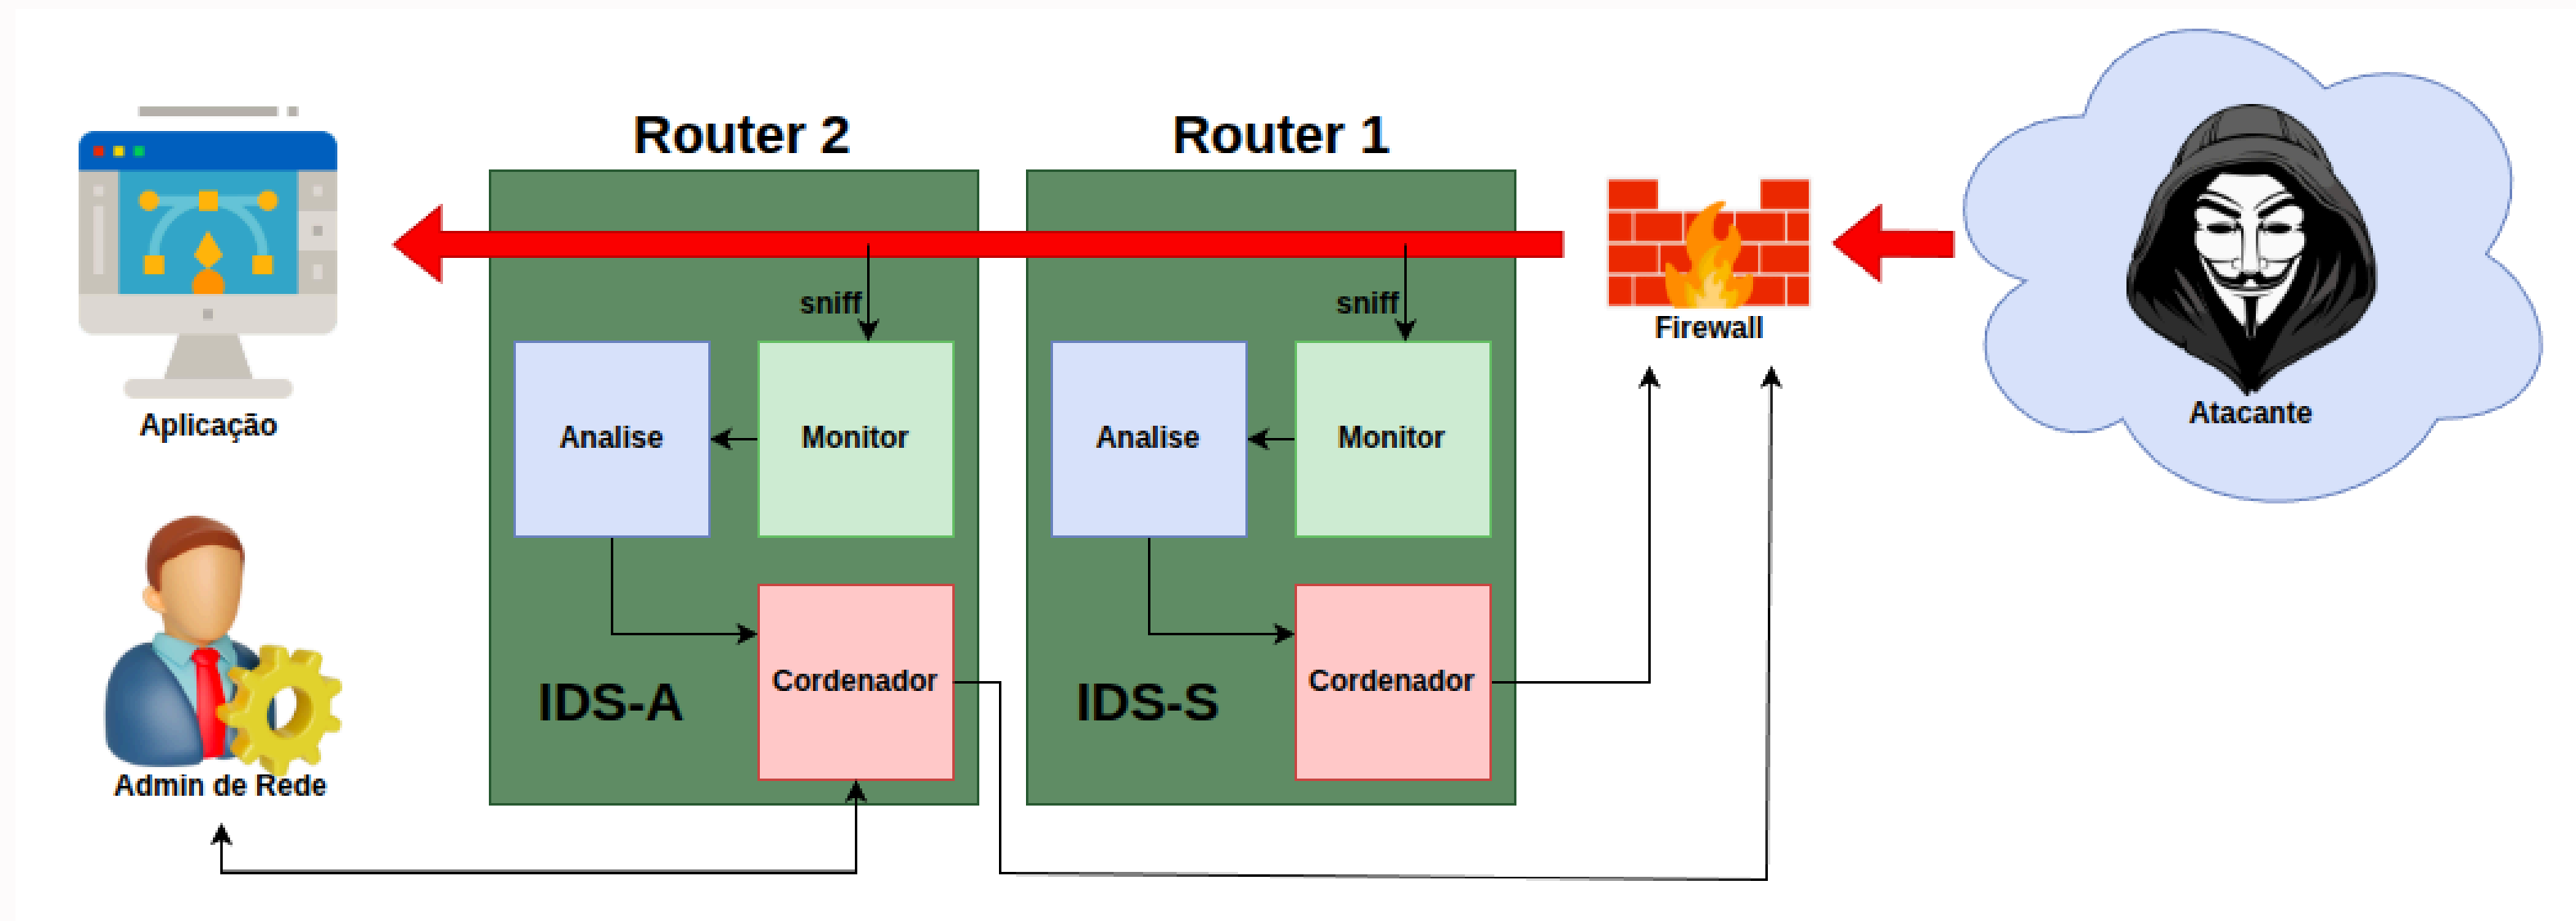 Router 2
Router 1
sniff
sniff
Firewall
Aplicação
Analise
Monitor
Analise
Monitor
Atacante
Cordenador
Cordenador
IDS-A
IDS-S
Admin de Rede